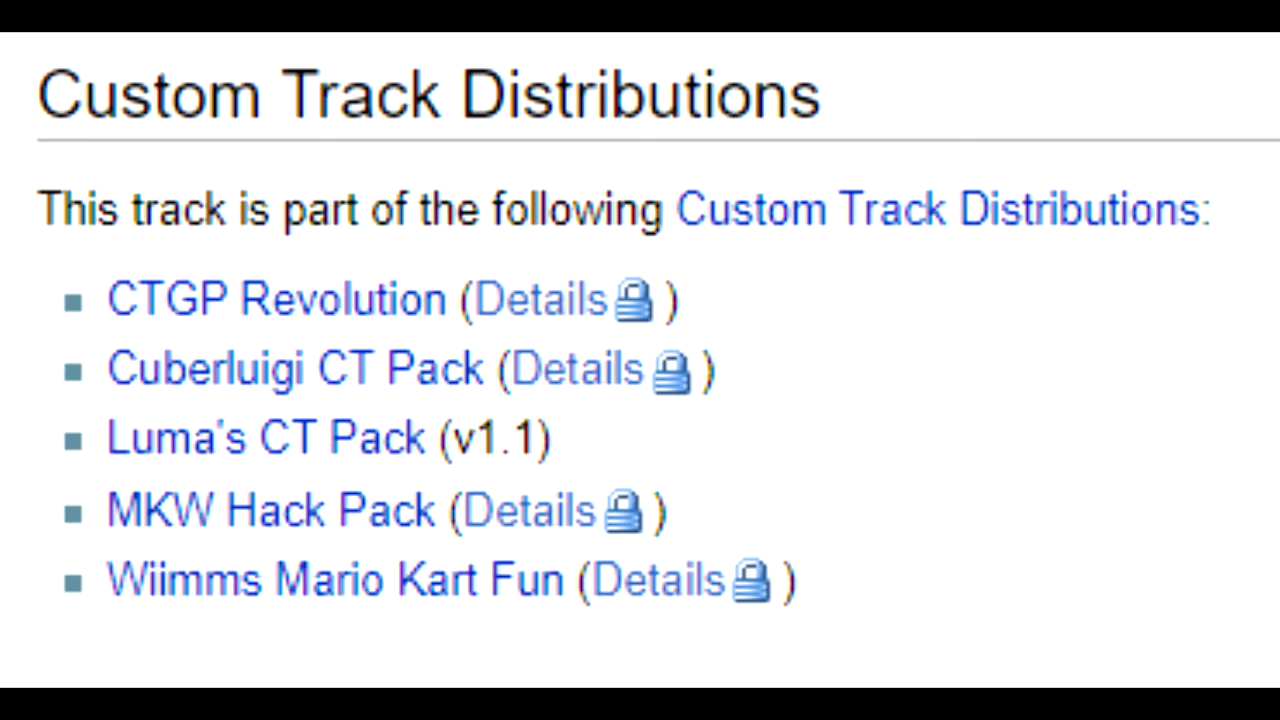 Custom Track Distributions
This track is part of the following Custom Track Distributions:
CTGP Revolution (Details )
Cuberluigi CT Pack (Details )
Luma's CT Pack (v1.1)
MKW Hack Pack (Details )
Wiimms Mario Kart Fun (Details )